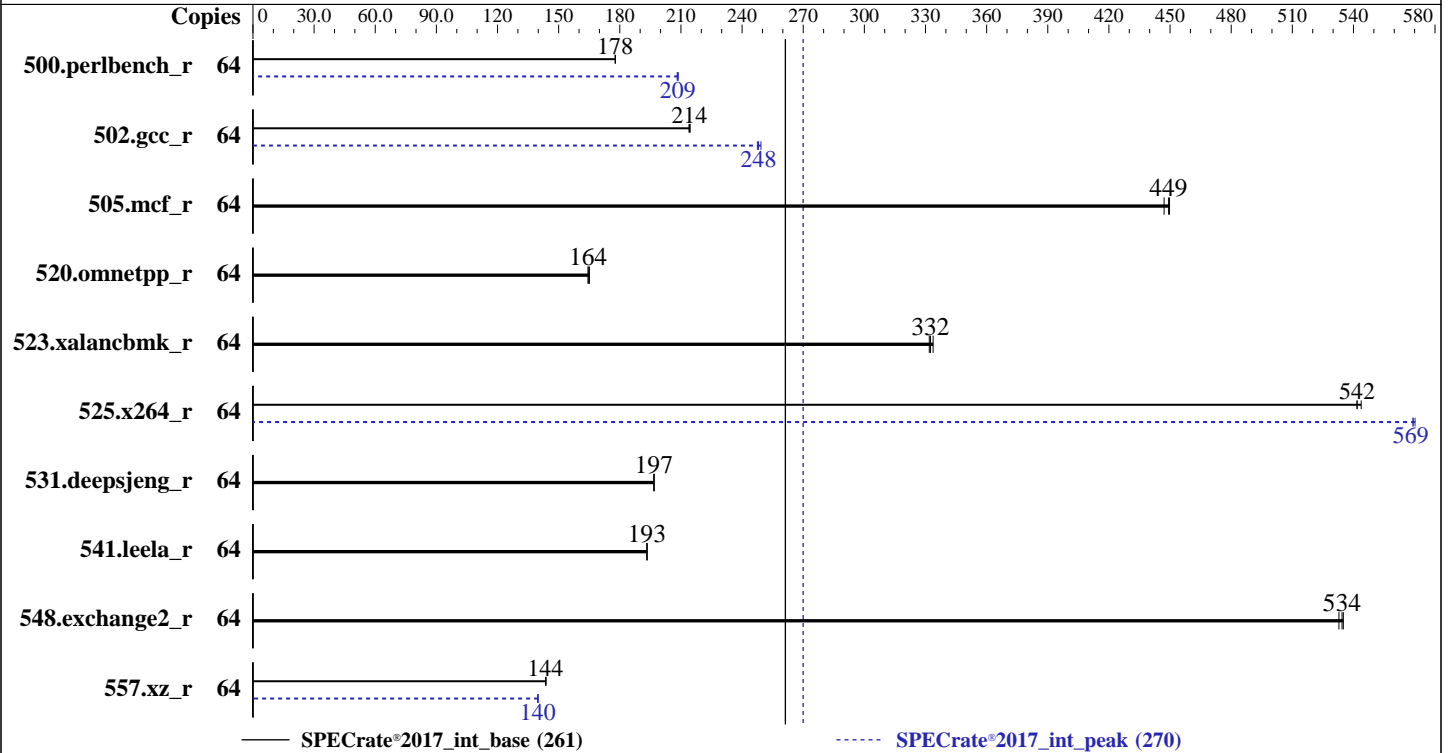 Copies 0 30.0 60.0 90.0 120 150 180 210 240 270 300 330 360 390 420 450 480 510 540 580
178
500.perlbench_r 64
209
214
502.gcc_r 64
248
449
505.mcf_r 64
164
520.omnetpp_r 64
332
523.xalancbmk_r 64
542
525.x264_r 64
569
197
531.deepsjeng_r 64
193
541.leela_r 64
534
548.exchange2_r 64
144
557.xz_r 64
140
SPECrate®2017_int_base (261) SPECrate®2017_int_peak (270)